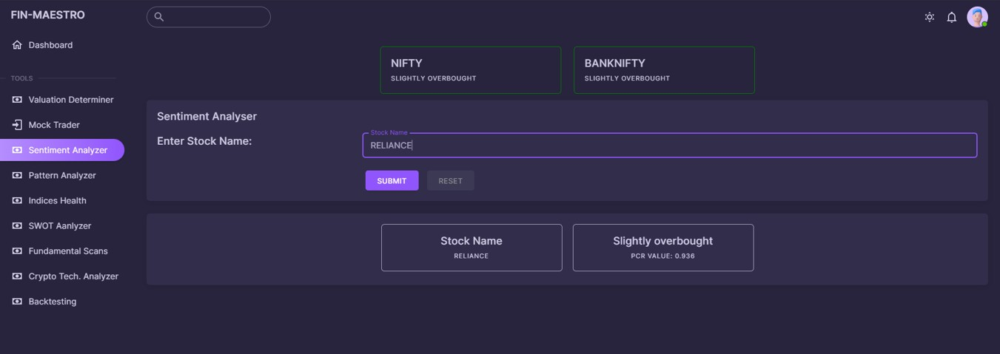 FIN-MAESTRO
Dashboard
TOOLS
Valuation Determiner
Mock Trader
Sentiment Analyzer
Pattern Analyzer
Indices Health
SWOT Aanlyzer
Fundamental Scans
Crypto Tech. Analyzer
Backtesting
NIFTY
SLIGHTLY OVERBOUGHT
BANKNIFTY
SLIGHTLY OVERBOUGHT
Sentiment Analyser
Enter Stock Name:
Stock Name
RELIANCE
SUBMIT
RESET
Stock Name
RELIANCE
Slightly overbought
PCR VALUE: 0.936